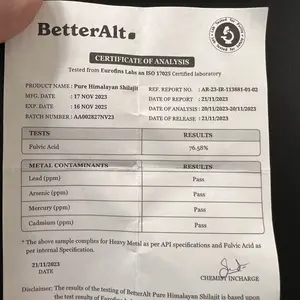 BetterAlt.
CERTIFICATE OF ANALYSIS
Tested from Eurofins Labs an ISO 17025 Certified laboratory
PRODUCT NAME : Pure Himalayan Shilajit
REF. REPORT NO. : AR-23-IR-113881-01-02
MFG. DATE : 17 NOV 2023
DATE OF REPORT : 21/11/2023
EXP. DATE : 16 NOV 2025
DATE OF ANALYSIS : 20/11/2023-20/11/2023
BATCH NUMBER : AA002827NV23
DATE OF RELEASE : 21/11/2023
TESTS RESULTS
Fulvic Acid 76.58%
METAL CONTAMINANTS RESULTS
Lead (ppm) Pass
Arsenic (ppm) Pass
Mercury (ppm) Pass
Cadmium (ppm) Pass
* The above sample complies for Heavy Metal as per API specifications and Fulvic Acid as
per internal Specification.
21/11/2023
DATE
CHEMIST INCHARGE
Disclaimer: The results of the testing of BetterAlt Pure Himalayan Shilajit is based upon
the test results of Eurofins